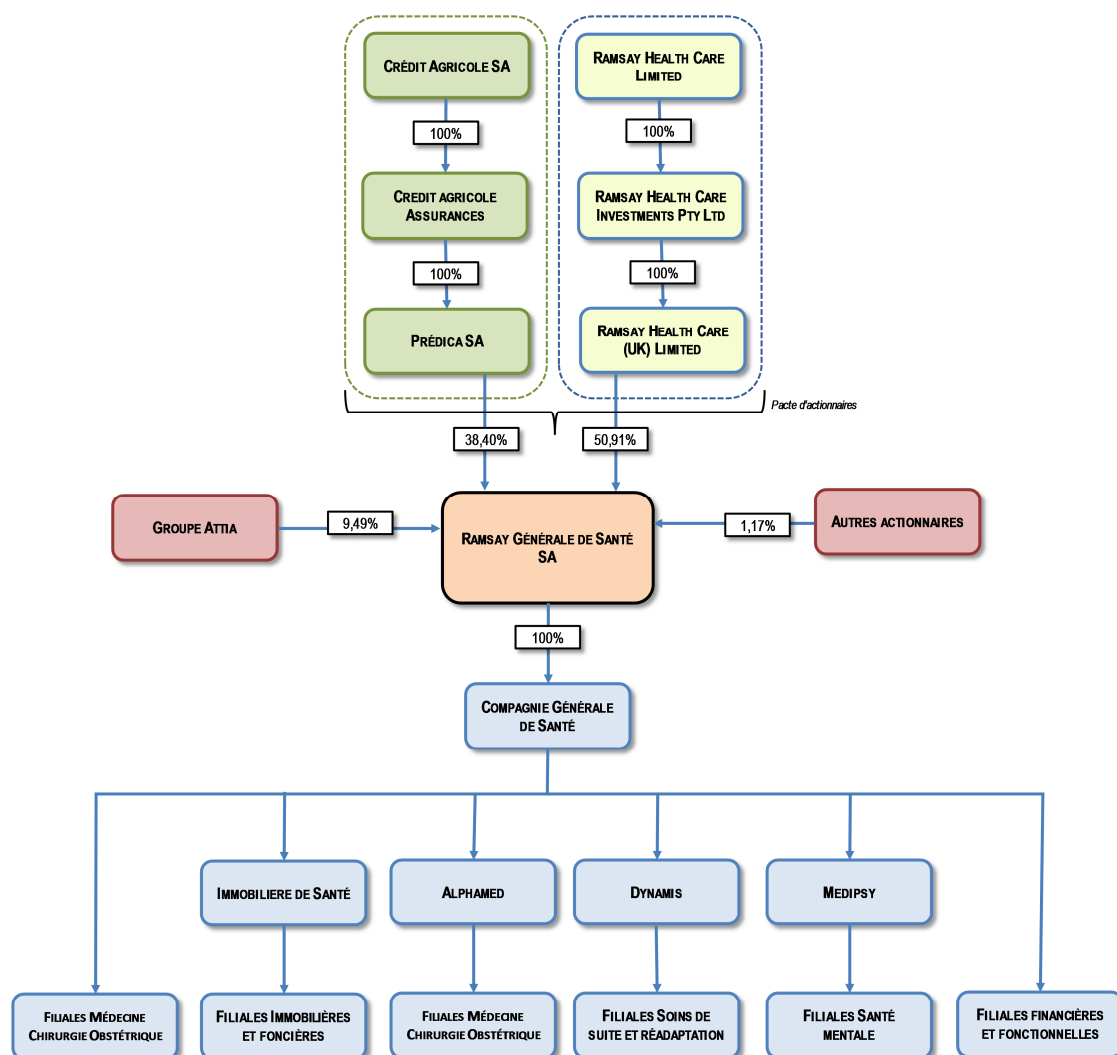 CRÉDIT AGRICOLE SA
RAMSAY HEALTH CARE
LIMITED
100%
100%
CREDIT AGRICOLE
ASSURANCES
RAMSAY HEALTH CARE
INVESTMENTS PTY LTD
100%
100%
PRÉDICA SA
RAMSAY HEALTH CARE
(UK) LIMITED
Pacte d'actionnaires
38,40%
50,91%
GROUPE ATTIA
9,49%
RAMSAY GÉNÉRALE DE SANTÉ
SA
1,17%
AUTRES ACTIONNAIRES
100%
COMPAGNIE GÉNÉRALE
DE SANTÉ
IMMOBILIERE DE SANTÉ
ALPHAMED
DYNAMIS
MEDIPSY
FILIALES MÉDECINE
CHIRURGIE OBSTÉTRIQUE
FILIALES IMMOBILIÈRES
ET FONCIÈRES
FILIALES MÉDECINE
CHIRURGIE OBSTÉTRIQUE
FILIALES SOINS DE
SUITE ET RÉADAPTATION
FILIALES SANTÉ
MENTALE
FILIALES FINANCIÈRES
ET FONCTIONNELLES